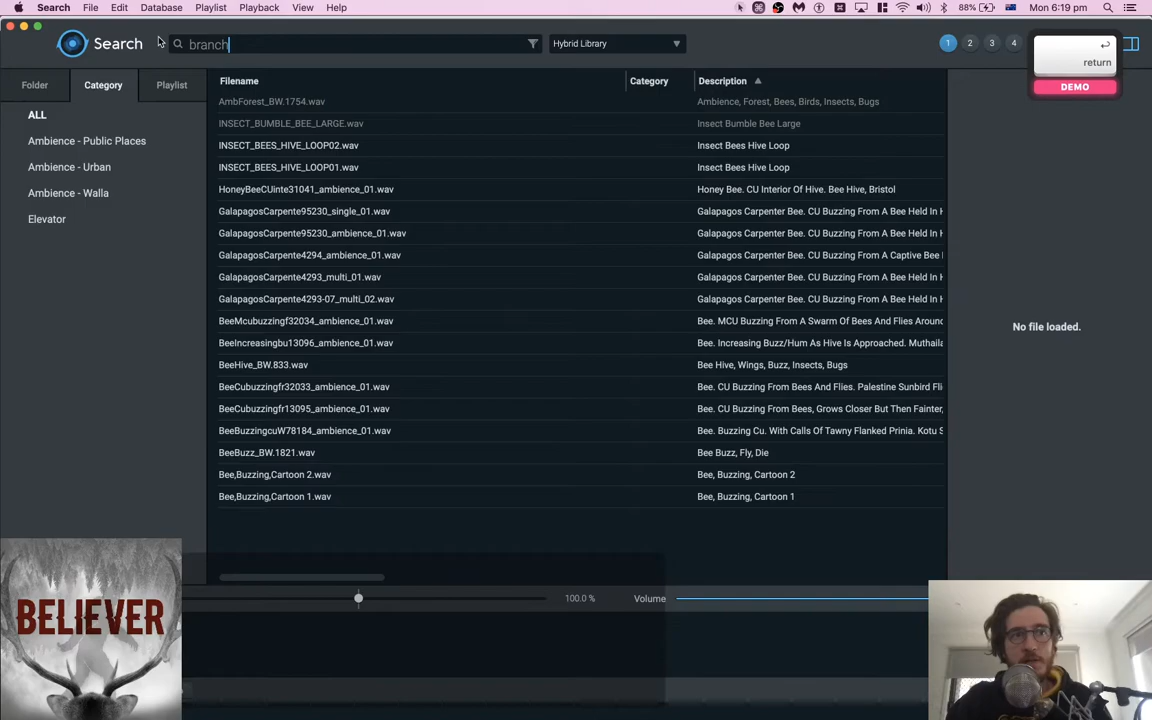 Search File Edit Database Playlist Playback View Help 88% Mon 6:19 pm
Search branch Hybrid Library 1 2 3 4
return
DEMO
Folder Category Playlist
ALL
Ambience - Public Places
Ambience - Urban
Ambience - Walla
Elevator
Filename Category Description
AmbForest_BW.1754.wav Ambience, Forest, Bees, Birds, Insects, Bugs
INSECT_BUMBLE_BEE_LARGE.wav Insect Bumble Bee Large
INSECT_BEES_HIVE_LOOP02.wav Insect Bees Hive Loop
INSECT_BEES_HIVE_LOOP01.wav Insect Bees Hive Loop
HoneyBeeCUinte31041_ambience_01.wav Honey Bee. CU Interior Of Hive. Bee Hive, Bristol
GalapagosCarpente95230_single_01.wav Galapagos Carpenter Bee. CU Buzzing From A Bee Held In H
GalapagosCarpente95230_ambience_01.wav Galapagos Carpenter Bee. CU Buzzing From A Bee Held In H
GalapagosCarpente4294_ambience_01.wav Galapagos Carpenter Bee. CU Buzzing From A Captive Bee
GalapagosCarpente4293_multi_01.wav Galapagos Carpenter Bee. CU Buzzing From A Bee Held In H
GalapagosCarpente4293-07_multi_02.wav Galapagos Carpenter Bee. CU Buzzing From A Bee Held In H
BeeMcubuzzingf32034_ambience_01.wav Bee. MCU Buzzing From A Swarm Of Bees And Flies Around
BeeIncreasingbu13096_ambience_01.wav Bee. Increasing Buzz/Hum As Hive Is Approached. Muthaila
BeeHive_BW.833.wav Bee Hive, Wings, Buzz, Insects, Bugs
BeeCubuzzingfr32033_ambience_01.wav Bee. CU Buzzing From Bees And Flies. Palestine Sunbird Fli
BeeCubuzzingfr13095_ambience_01.wav Bee. CU Buzzing From Bees, Grows Closer But Then Fainter,
BeeBuzzingcuW78184_ambience_01.wav Bee. Buzzing Cu. With Calls Of Tawny Flanked Prinia. Kotu S
BeeBuzz_BW.1821.wav Bee Buzz, Fly, Die
Bee,Buzzing,Cartoon 2.wav Bee, Buzzing, Cartoon 2
Bee,Buzzing,Cartoon 1.wav Bee, Buzzing, Cartoon 1
No file loaded.
100.0 % Volume
BELIEVER